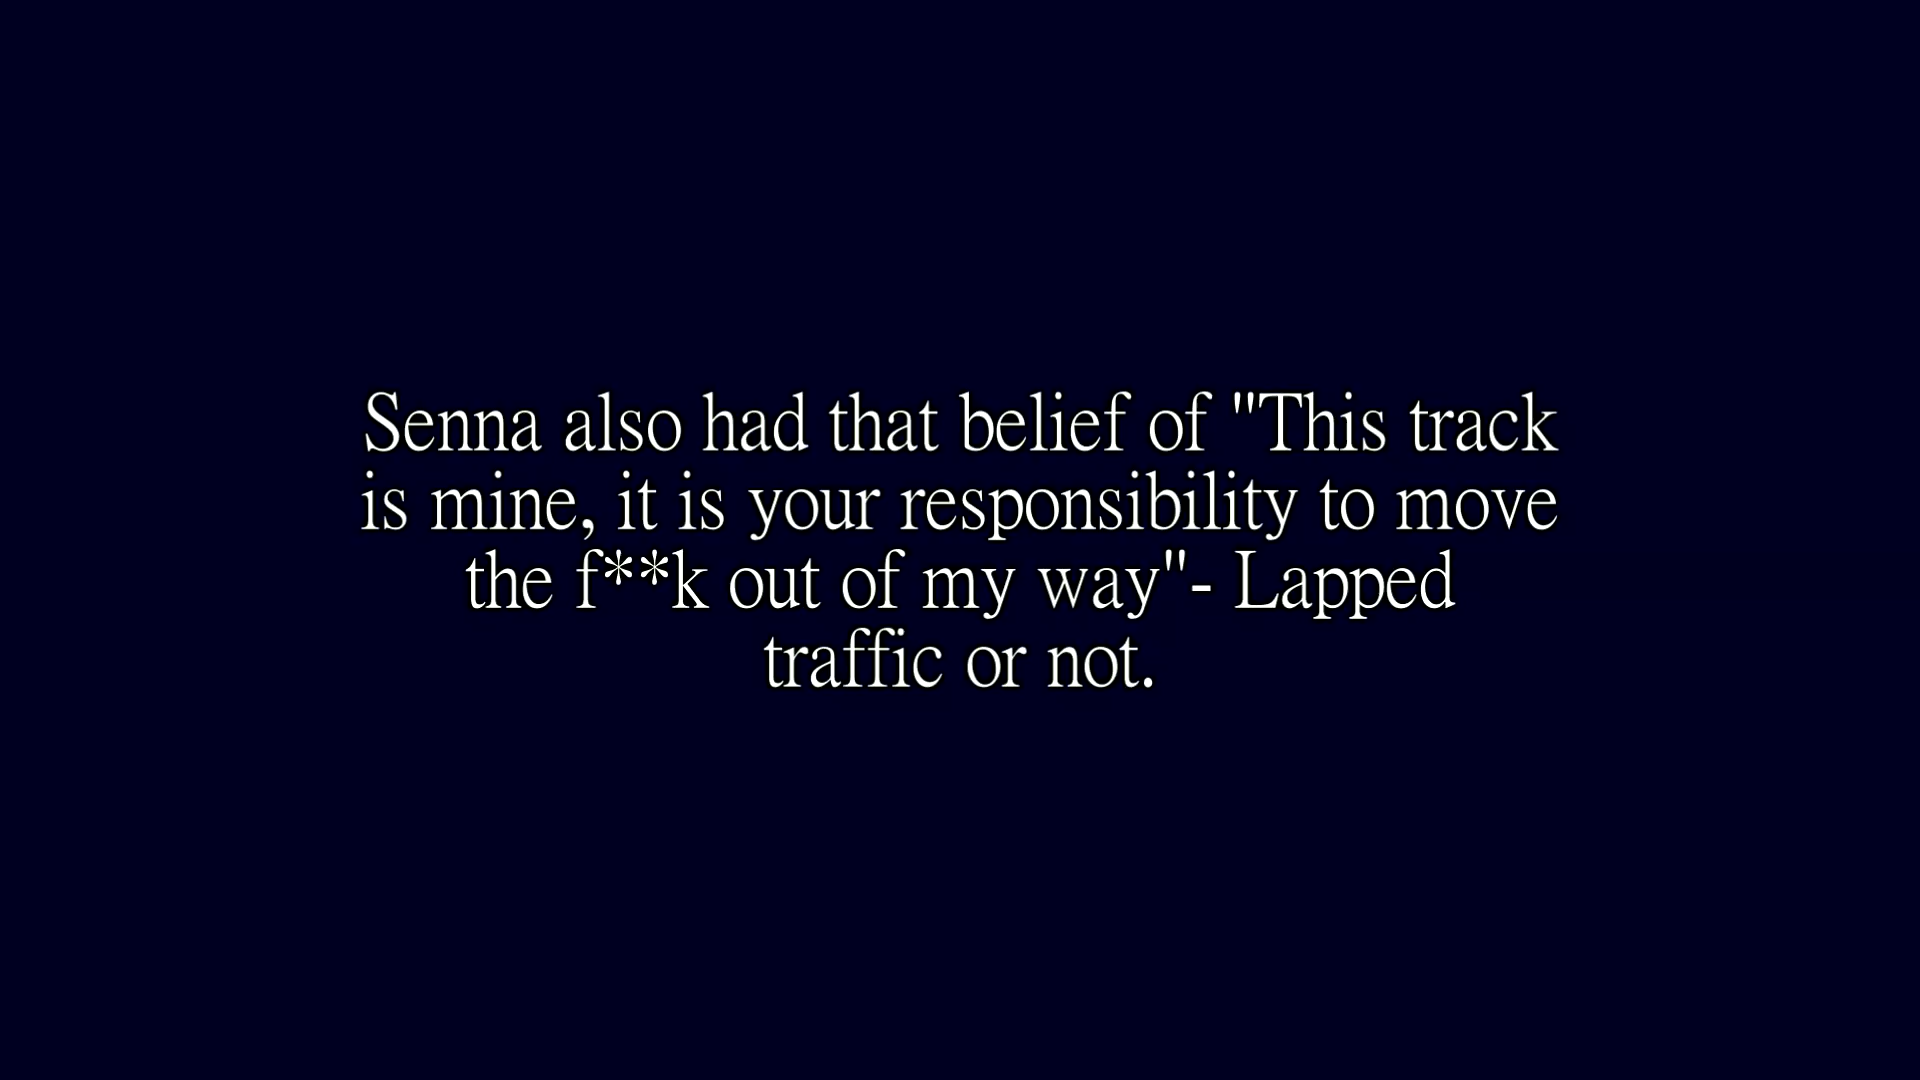 Senna also had that belief of "This track
is mine, it is your responsibility to move
the f**k out of my way"- Lapped
traffic or not.